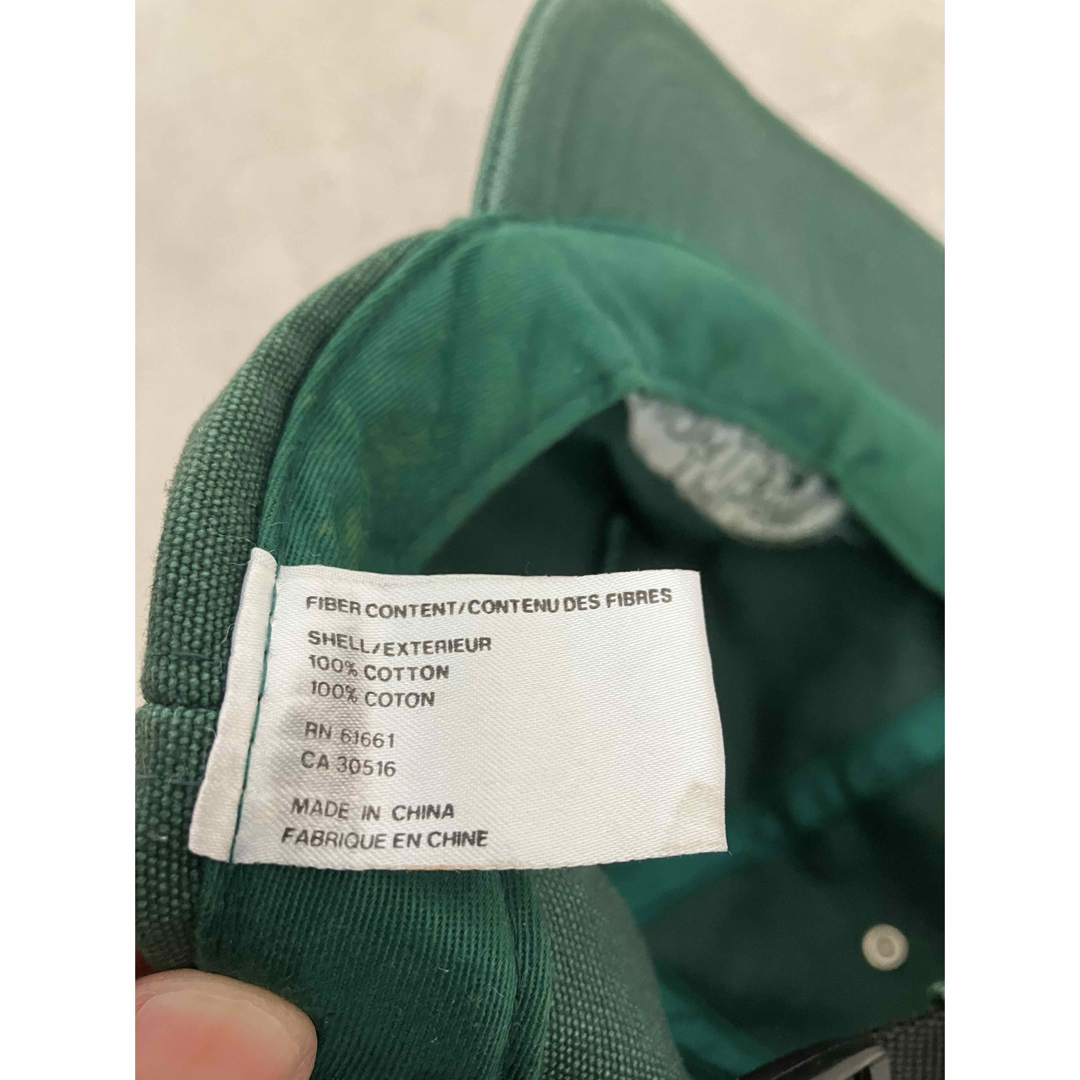 FIBER CONTENT/CONTENU DES FIBRES
SHELL/EXTERIEUR
100% COTTON
100% COTON
RN 61661
CA 30516
MADE IN CHINA
FABRIQUE EN CHINE